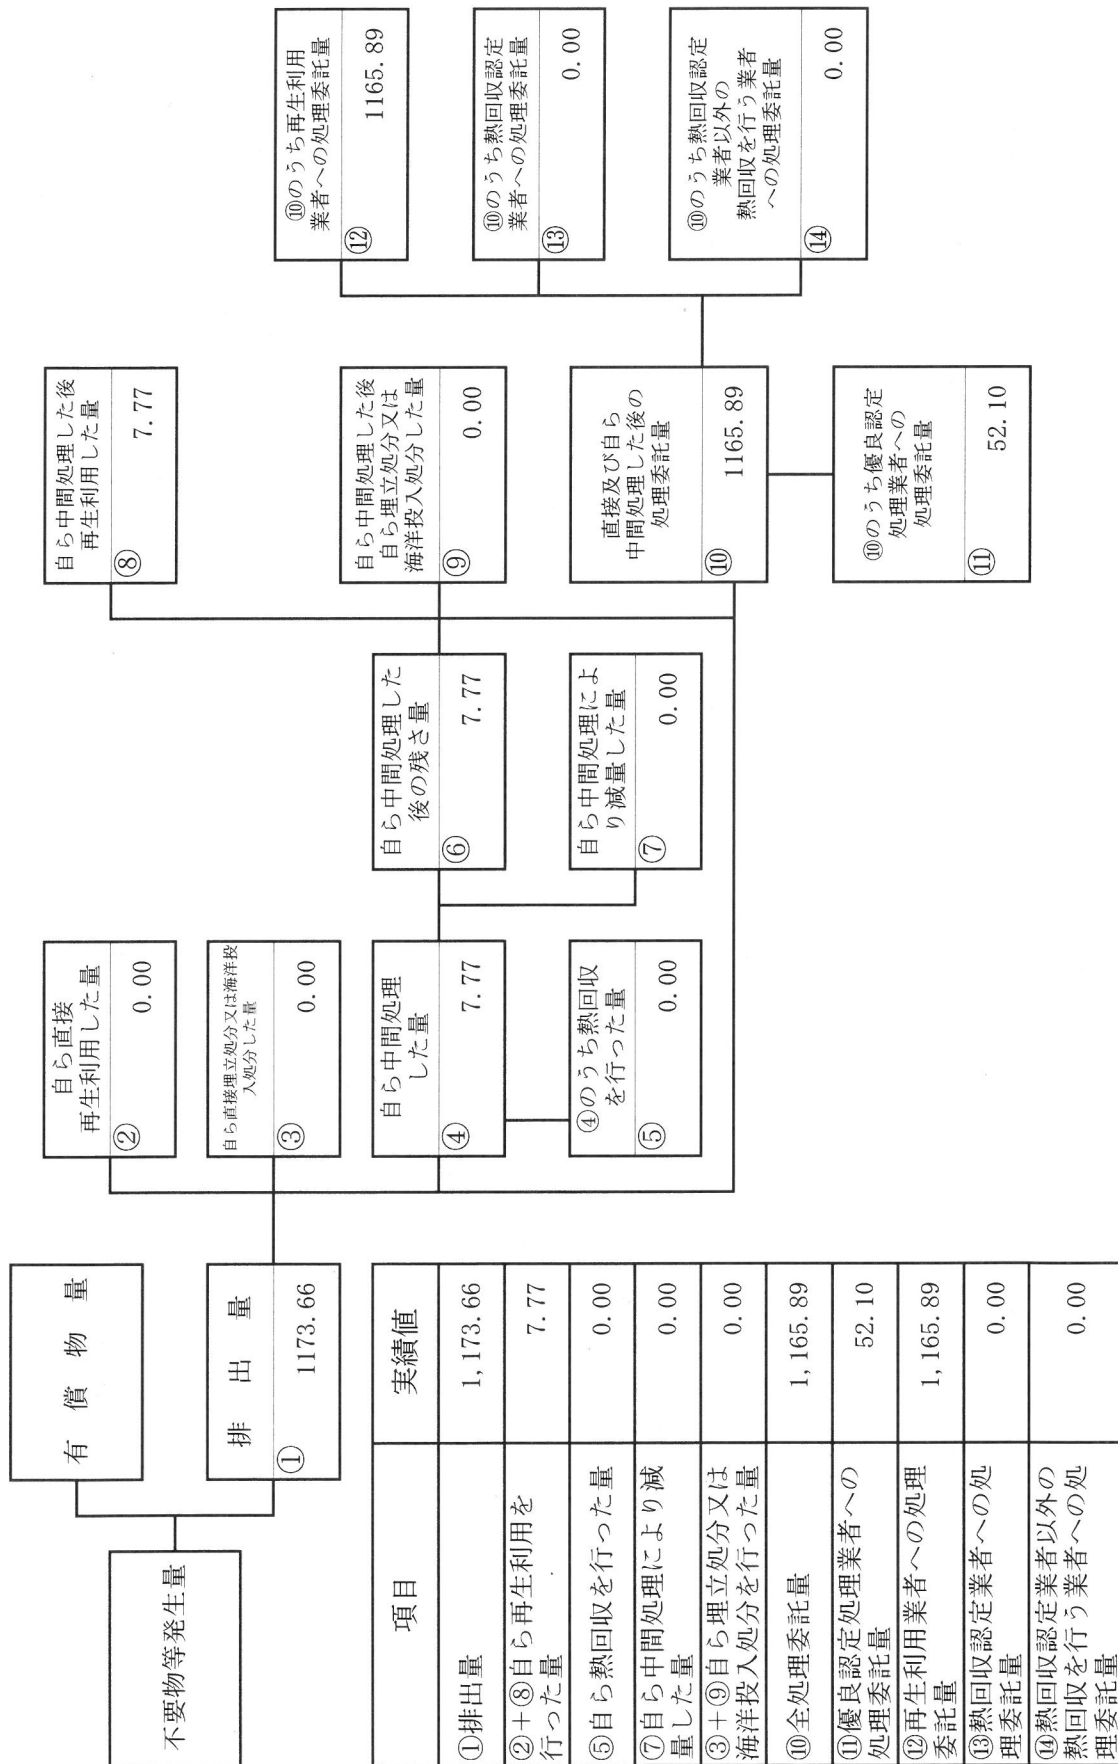 不要物等発生量
有償物量
排出量
①
1173.66
自ら直接
再生利用した量
②
0.00
自ら直接埋立処分又は海洋投
入処分した量
③
0.00
自ら中間処理
した量
④
7.77
④のうち熱回収
を行った量
⑤
0.00
自ら中間処理した
後の残さ量
⑥
7.77
自ら中間処理によ
り減量した量
⑦
0.00
自ら中間処理した後
再生利用した量
⑧
7.77
自ら中間処理した後
自ら埋立処分又は
海洋投入処分した量
⑨
0.00
直接及び自ら
中間処理した後の
処理委託量
⑩
1165.89
⑩のうち優良認定
処理業者への
処理委託量
⑪
52.10
⑩のうち再生利用
業者への処理委託量
⑫
1165.89
⑩のうち熱回収認定
業者への処理委託量
⑬
0.00
⑩のうち熱回収認定
業者以外の
熱回収を行う業者
への処理委託量
⑭
0.00
項目 実績値
①排出量 1,173.66
②+⑧自ら再生利用を
行った量 7.77
⑤自ら熱回収を行った量 0.00
⑦自ら中間処理により減
量した量 0.00
③+⑨自ら埋立処分又は
海洋投入処分を行った量 0.00
⑩全処理委託量 1,165.89
⑪優良認定処理業者への
処理委託量 52.10
⑫再生利用業者への処理
委託量 1,165.89
⑬熱回収認定業者への処
理委託量 0.00
⑭熱回収認定業者以外の
熱回収を行う業者への処
理委託量 0.00